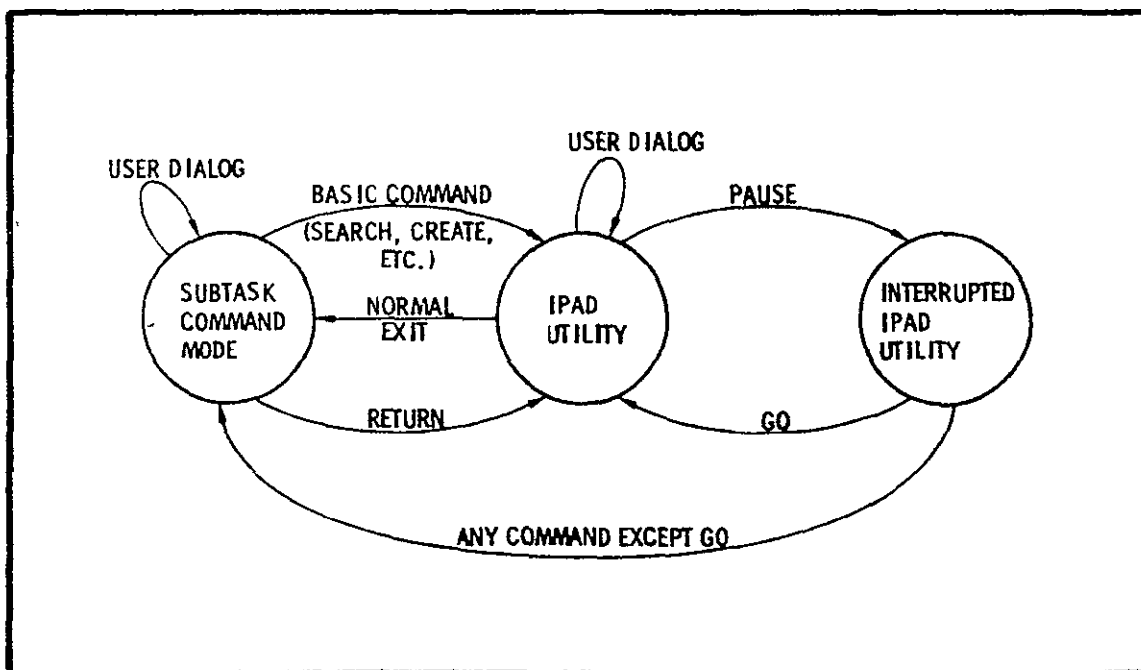 USER DIALOG
USER DIALOG
BASIC COMMAND
(SEARCH, CREATE,
ETC.)
PAUSE
SUBTASK
COMMAND
MODE
NORMAL
EXIT
IPAD
UTILITY
INTERRUPTED
IPAD
UTILITY
RETURN
GO
ANY COMMAND EXCEPT GO